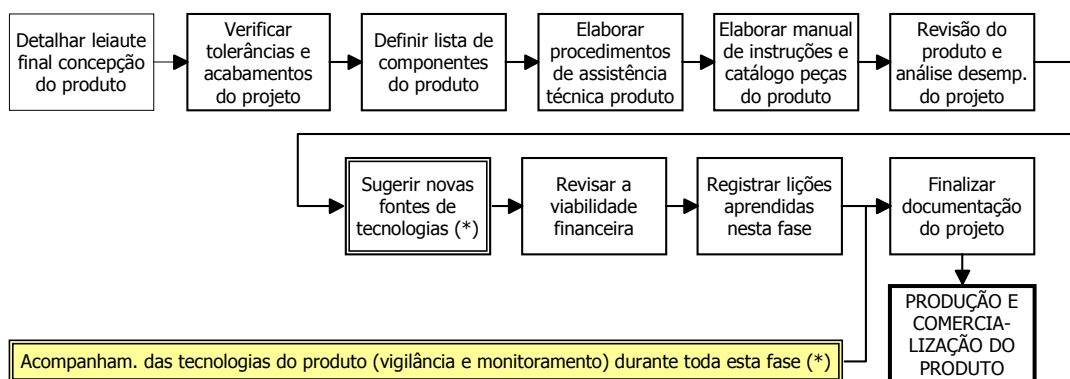 Detalhar leiaute
final concepção
do produto
Verificar
tolerâncias e
acabamentos
do projeto
Definir lista de
componentes
do produto
Elaborar
procedimentos
de assistência
técnica produto
Elaborar manual
de instruções e
catálogo peças
do produto
Revisão do
produto e
análise desemp.
do projeto
Sugerir novas
fontes de
tecnologias (*)
Revisar a
viabilidade
financeira
Registrar lições
aprendidas
nesta fase
Finalizar
documentação
do projeto
Acompanham. das tecnologias do produto (vigilância e monitoramento) durante toda esta fase (*)
PRODUÇÃO E
COMERCIA-
LIZAÇÃO DO
PRODUTO